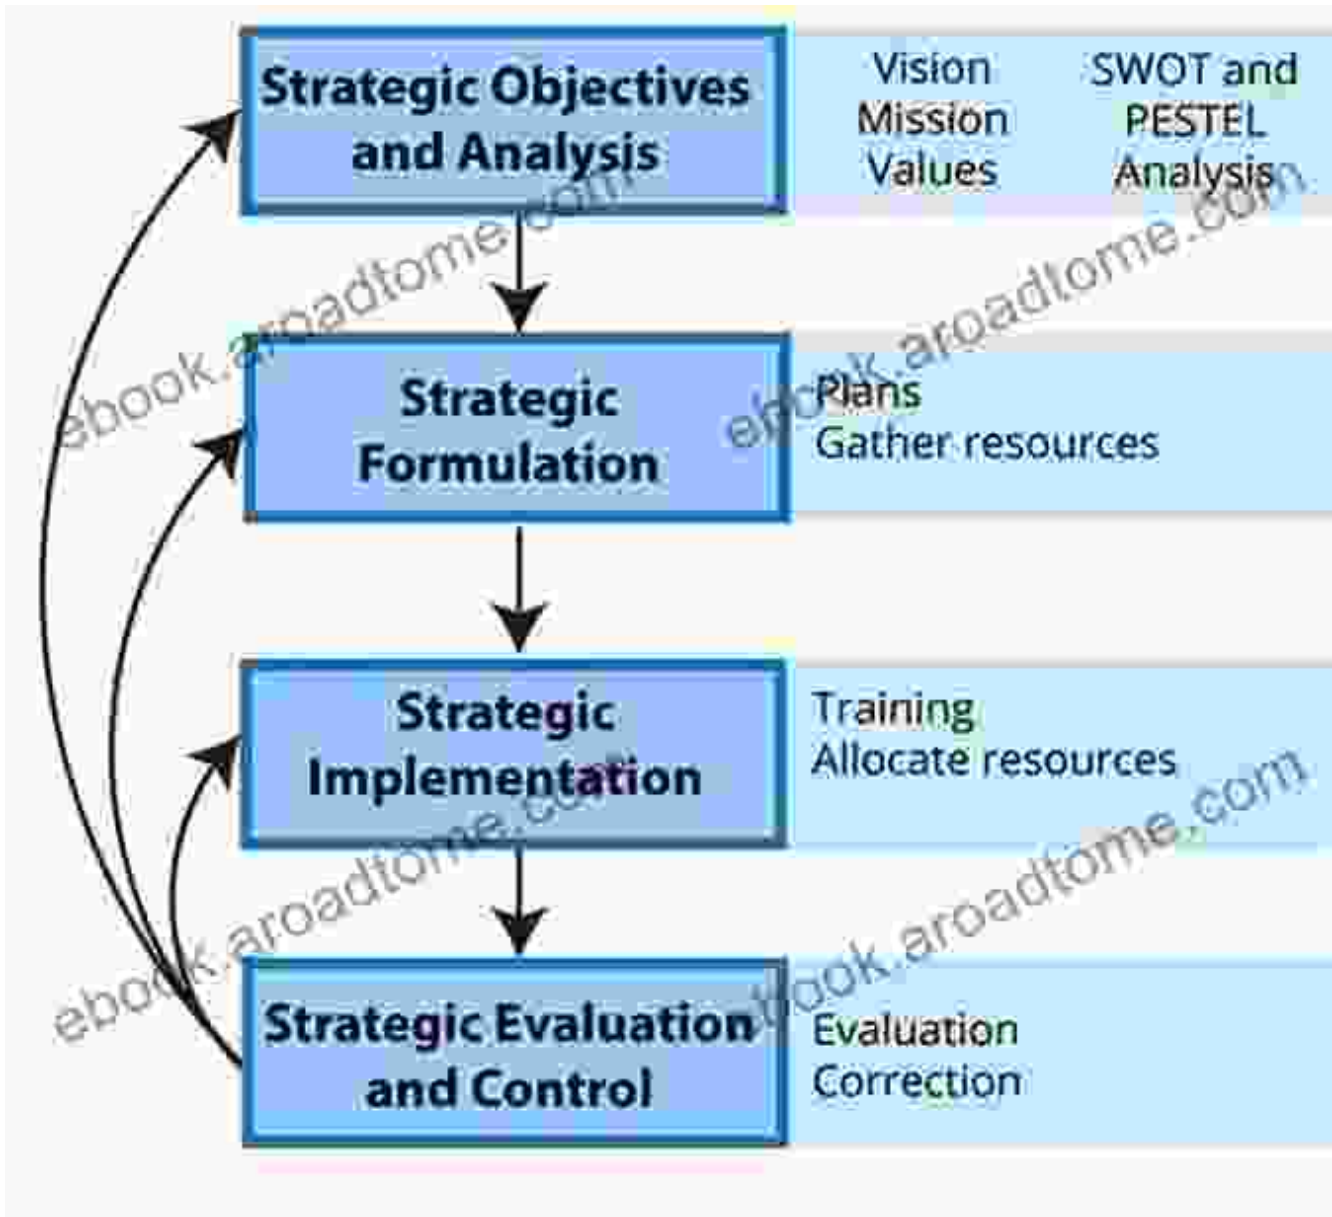 Strategic Objectives
and Analysis
Vision
Mission
Values
SWOT and
PESTEL
Analysis
Strategic
Formulation
Plans
Gather resources
Strategic
Implementation
Training
Allocate resources
Strategic Evaluation
and Control
Evaluation
Correction
ebook.aroadtome.com
ebook.aroadtome.com
ebook.aroadtome.com
ebook.aroadtome.com